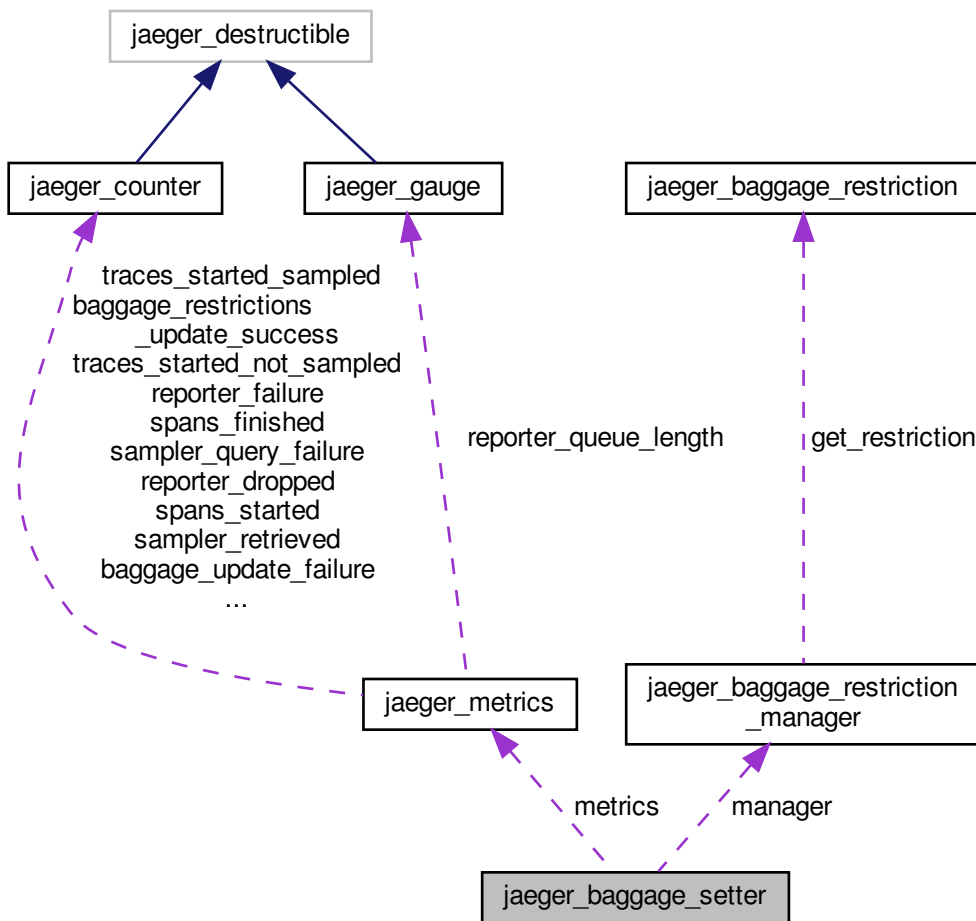 jaeger_destructible
jaeger_counter
jaeger_gauge
jaeger_baggage_restriction
traces_started_sampled
baggage_restrictions
_update_success
traces_started_not_sampled
reporter_failure
spans_finished
sampler_query_failure
reporter_dropped
spans_started
sampler_retrieved
baggage_update_failure
...
reporter_queue_length
get_restriction
jaeger_metrics
jaeger_baggage_restriction
_manager
metrics
manager
jaeger_baggage_setter